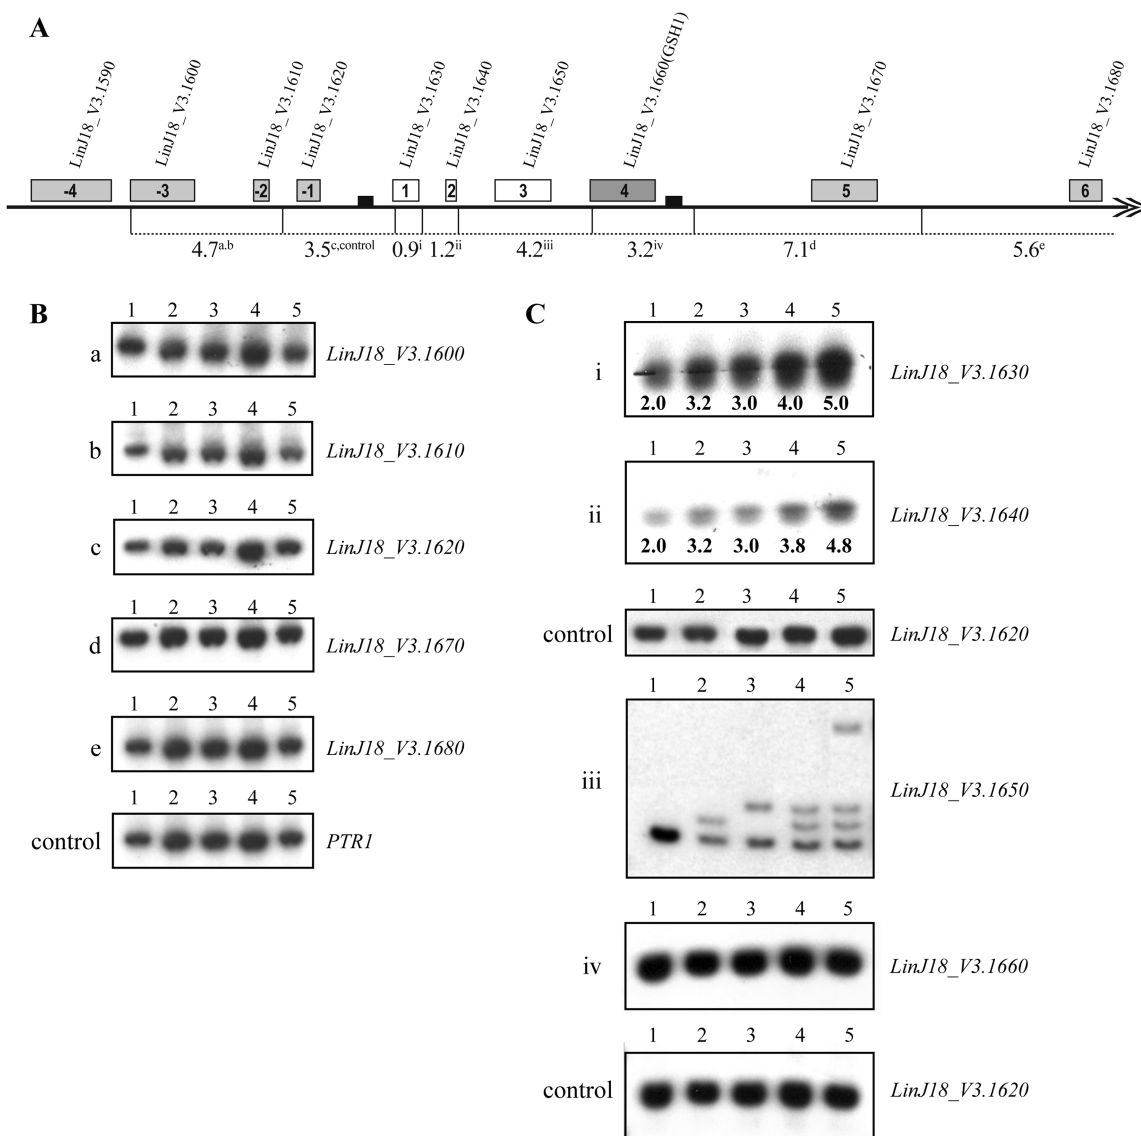 A
LinJ18_V3.1590
LinJ18_V3.1600
LinJ18_V3.1610
LinJ18_V3.1620
LinJ18_V3.1630
LinJ18_V3.1640
LinJ18_V3.1650
LinJ18_V3.1660(GSH1)
LinJ18_V3.1670
LinJ18_V3.1680
-4 -3 -2 -1 1 2 3 4 5 6
4.7a.b 3.5c,control 0.9i 1.2ii 4.2iii 3.2iv 7.1d 5.6e
B
1 2 3 4 5
a LinJ18_V3.1600
1 2 3 4 5
b LinJ18_V3.1610
1 2 3 4 5
c LinJ18_V3.1620
1 2 3 4 5
d LinJ18_V3.1670
1 2 3 4 5
e LinJ18_V3.1680
1 2 3 4 5
control PTR1
C
1 2 3 4 5
i LinJ18_V3.1630
2.0 3.2 3.0 4.0 5.0
1 2 3 4 5
ii LinJ18_V3.1640
2.0 3.2 3.0 3.8 4.8
1 2 3 4 5
control LinJ18_V3.1620
1 2 3 4 5
iii LinJ18_V3.1650
1 2 3 4 5
iv LinJ18_V3.1660
1 2 3 4 5
control LinJ18_V3.1620